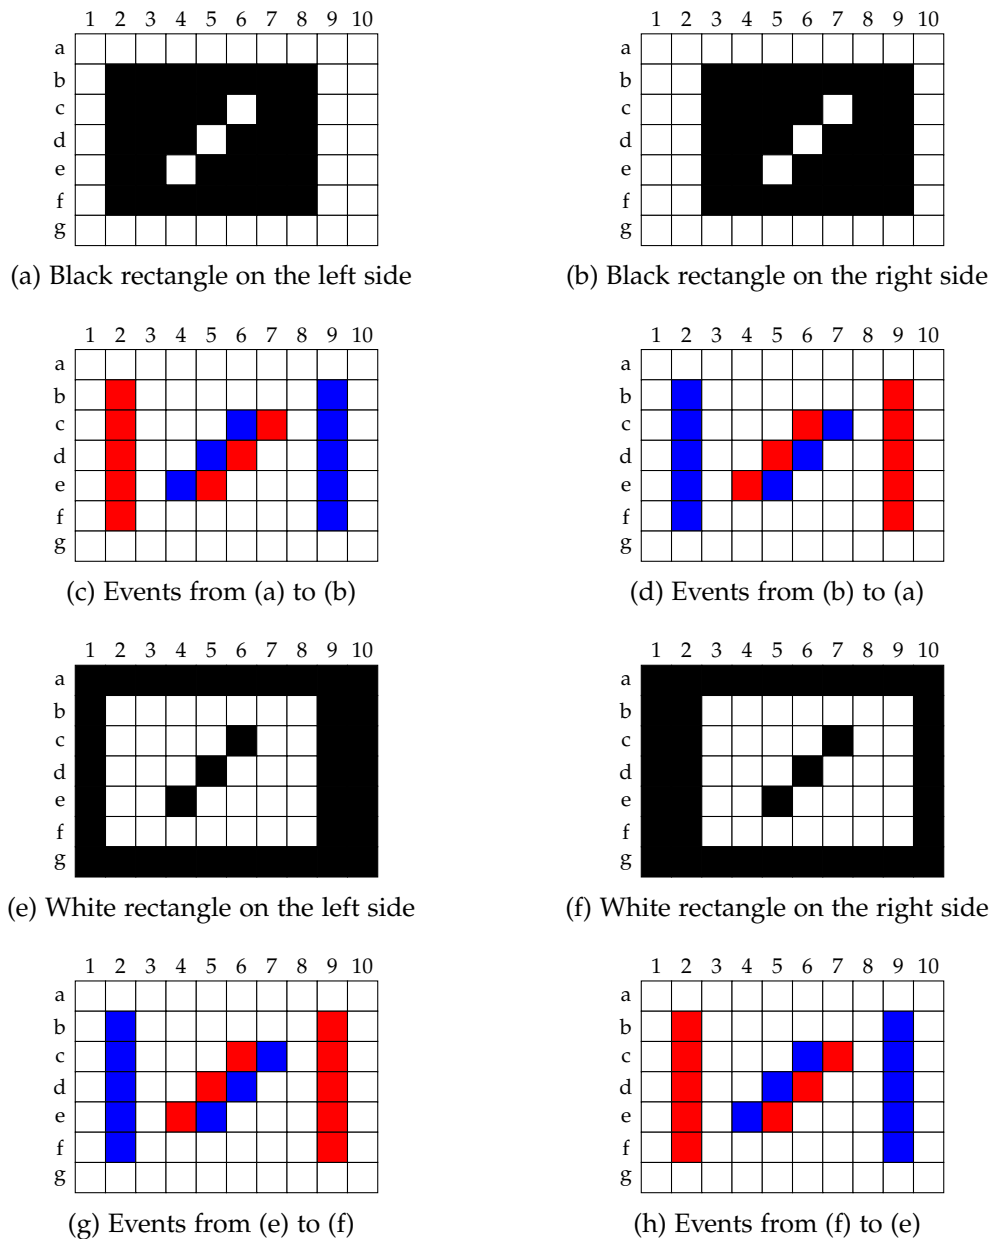 1 2 3 4 5 6 7 8 9 10
a
b
c
d
e
f
g
(a) Black rectangle on the left side
1 2 3 4 5 6 7 8 9 10
a
b
c
d
e
f
g
(b) Black rectangle on the right side
1 2 3 4 5 6 7 8 9 10
a
b
c
d
e
f
g
(c) Events from (a) to (b)
1 2 3 4 5 6 7 8 9 10
a
b
c
d
e
f
g
(d) Events from (b) to (a)
1 2 3 4 5 6 7 8 9 10
a
b
c
d
e
f
g
(e) White rectangle on the left side
1 2 3 4 5 6 7 8 9 10
a
b
c
d
e
f
g
(f) White rectangle on the right side
1 2 3 4 5 6 7 8 9 10
a
b
c
d
e
f
g
(g) Events from (e) to (f)
1 2 3 4 5 6 7 8 9 10
a
b
c
d
e
f
g
(h) Events from (f) to (e)